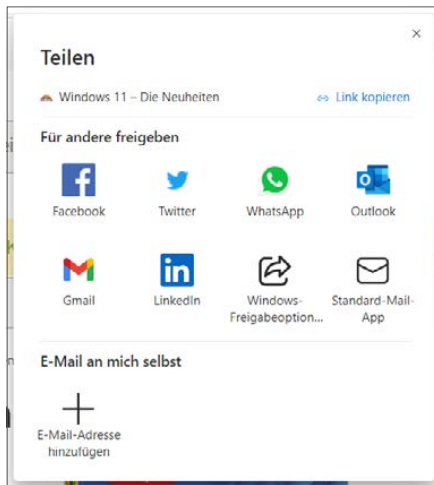 Teilen
Windows 11 – Die Neuheiten
Link kopieren
Für andere freigeben
Facebook
Twitter
WhatsApp
Outlook
Gmail
LinkedIn
Windows-
Freigabeoption...
Standard-Mail-
App
E-Mail an mich selbst
E-Mail-Adresse
hinzufügen